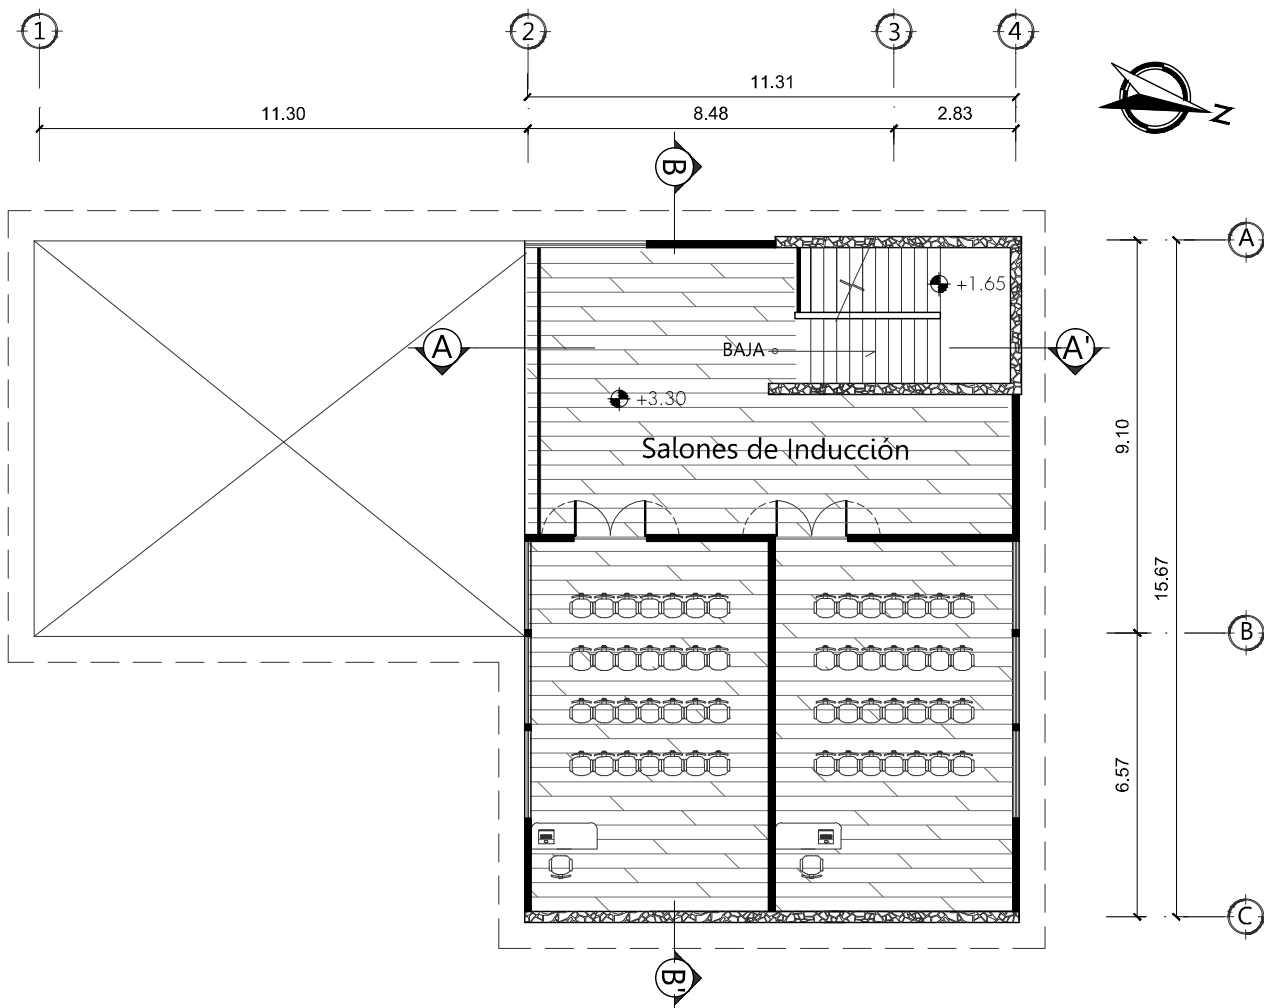 1
2
3
4
11.31
11.30
8.48
2.83
N
B
A
+1.65
A
BAJA
A'
+3.30
9.10
Salones de Inducción
15.67
B
6.57
C
B'